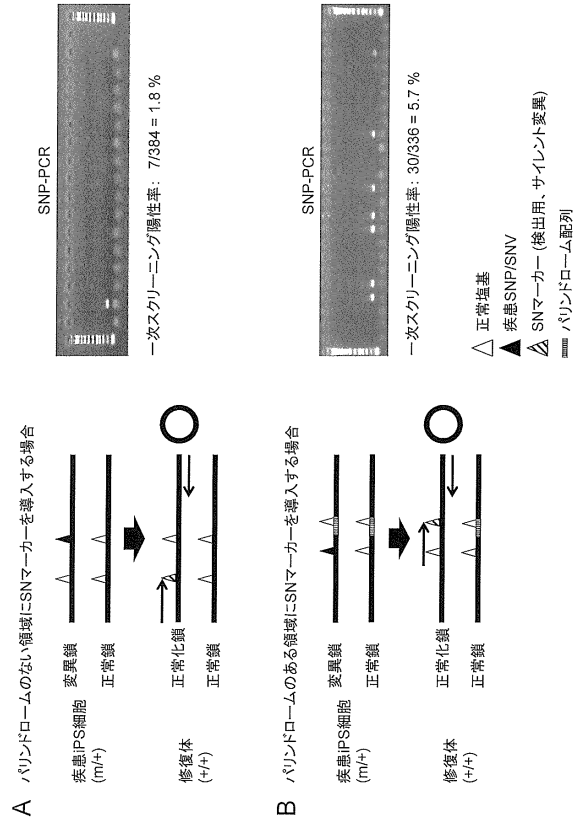 A
パリンドロームのない領域にSNマーカーを導入する場合
疾患iPS細胞
(m/+)
変異鎖
正常鎖
修復体
(+/+)
正常化鎖
正常鎖
SNP-PCR
一次スクリーニング陽性率: 7/384 = 1.8 %
B
パリンドロームのある領域にSNマーカーを導入する場合
疾患iPS細胞
(m/+)
変異鎖
正常鎖
修復体
(+/+)
正常化鎖
正常鎖
SNP-PCR
一次スクリーニング陽性率: 30/336 = 5.7 %
正常塩基
疾患SNP/SNV
SNマーカー (検出用、サイレント変異)
パリンドローム配列